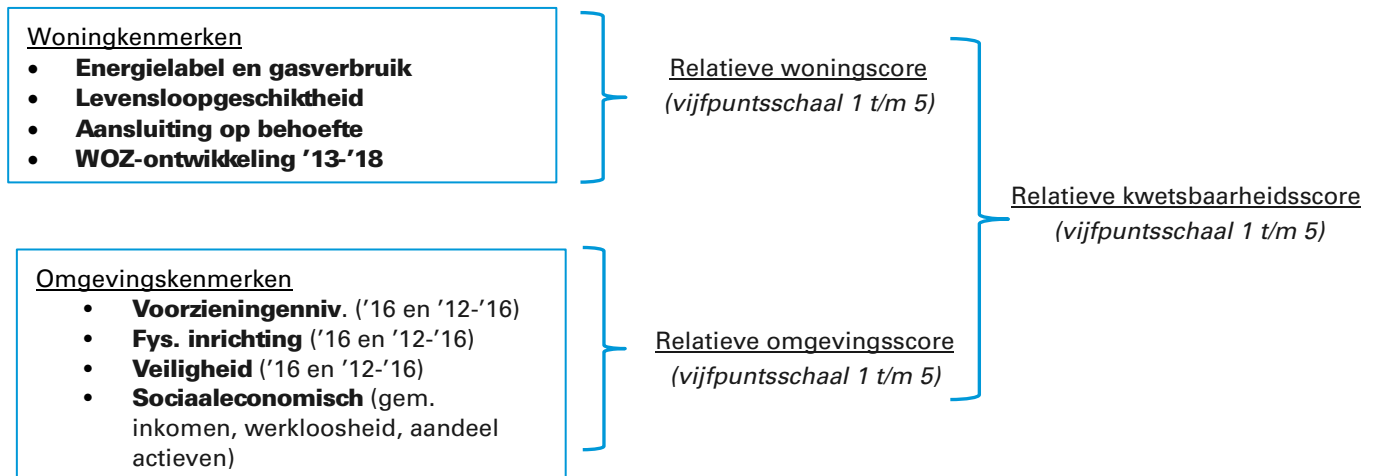 Woningkenmerken
• Energielabel en gasverbruik
• Levensloopgeschiktheid
• Aansluiting op behoefte
• WOZ-ontwikkeling ’13-’18
Relatieve woningscore
(vijfpuntsschaal 1 t/m 5)
Omgevingskenmerken
• Voorzieningenniv. (’16 en ’12-’16)
• Fys. inrichting (’16 en ’12-’16)
• Veiligheid (’16 en ’12-’16)
• Sociaaleconomisch (gem.
inkomen, werkloosheid, aandeel
actieven)
Relatieve omgevingsscore
(vijfpuntsschaal 1 t/m 5)
Relatieve kwetsbaarheidsscore
(vijfpuntsschaal 1 t/m 5)